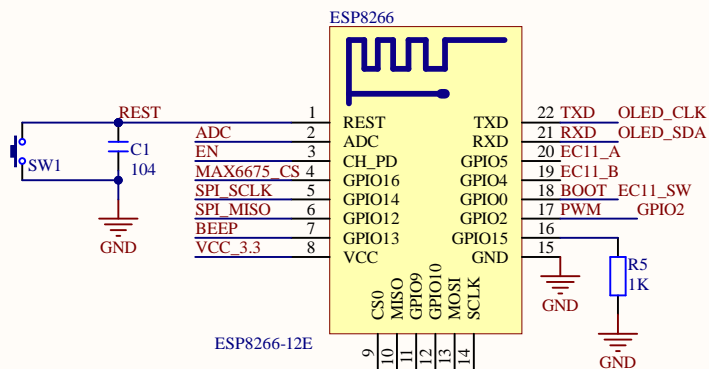 ESP8266
REST 1 REST TXD 22 TXD OLED_CLK
ADC 2 ADC RXD 21 RXD OLED_SDA
EN 3 CH_PD GPIO5 20 EC11_A
MAX6675_CS 4 GPIO16 GPIO4 19 EC11_B
SPI_SCLK 5 GPIO14 GPIO0 18 BOOT EC11_SW
SPI_MISO 6 GPIO12 GPIO2 17 PWM GPIO2
BEEP 7 GPIO13 GPIO15 16
VCC_3.3 8 VCC GND 15
SW1
C1
104
GND
CS0
MISO
GPIO9
GPIO10
MOSI
SCLK
9
10
11
12
13
14
ESP8266-12E
GND
R5
1K
GND